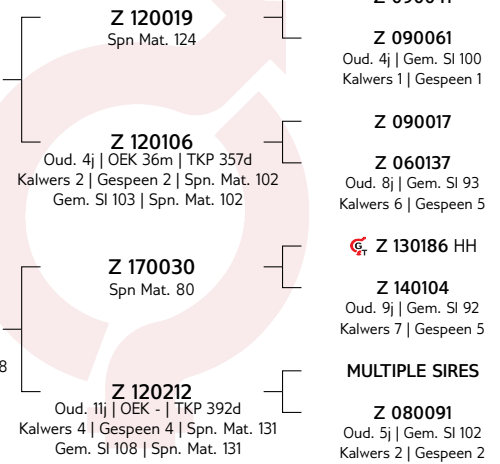 Z 120019
Spn Mat. 124
Z 120106
Oud. 4j | OEK 36m | TKP 357d
Kalwers 2 | Gespeen 2 | Spn. Mat. 102
Gem. SI 103 | Spn. Mat. 102
Z 170030
Spn Mat. 80
8
Z 120212
Oud. 11j | OEK - | TKP 392d
Kalwers 4 | Gespeen 4 | Spn. Mat. 131
Gem. SI 108 | Spn. Mat. 131
Z 090061
Oud. 4j | Gem. SI 100
Kalwers 1 | Gespeen 1
Z 090017
Z 060137
Oud. 8j | Gem. SI 93
Kalwers 6 | Gespeen 5
GT Z 130186 HH
Z 140104
Oud. 9j | Gem. SI 92
Kalwers 7 | Gespeen 5
MULTIPLE SIRES
Z 080091
Oud. 5j | Gem. SI 102
Kalwers 2 | Gespeen 2